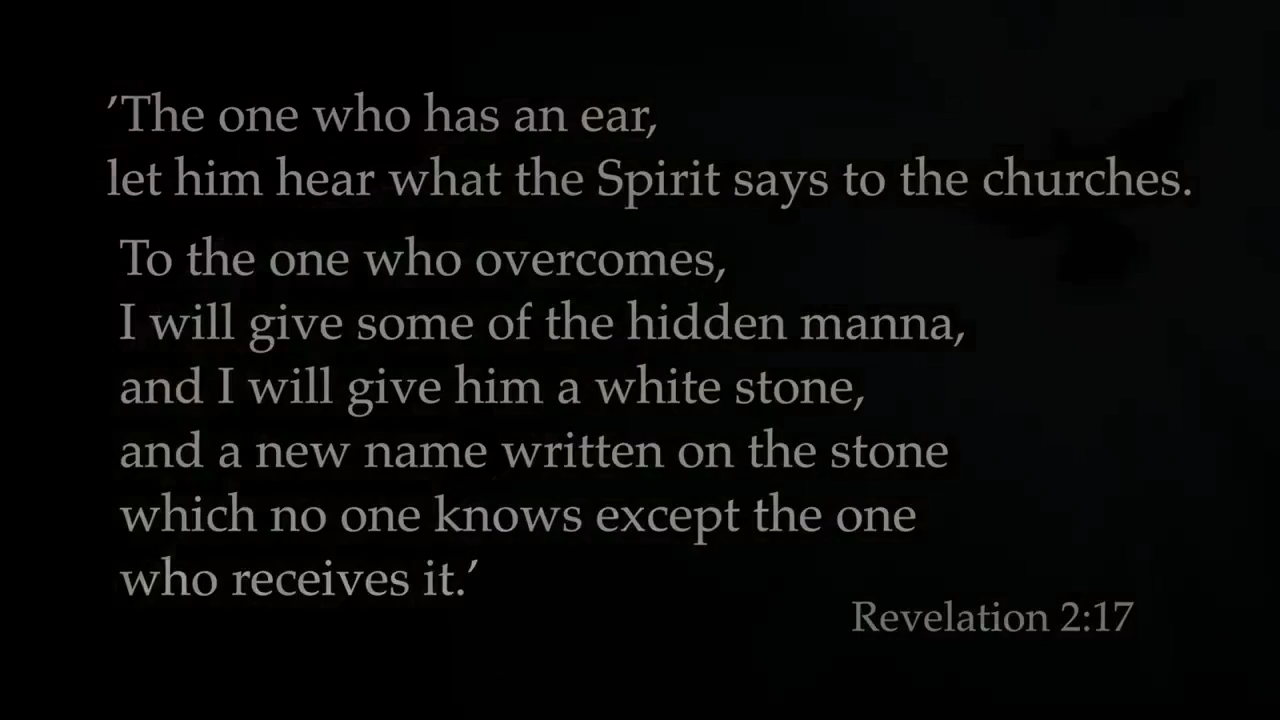 ’The one who has an ear,
let him hear what the Spirit says to the churches.
To the one who overcomes,
I will give some of the hidden manna,
and I will give him a white stone,
and a new name written on the stone
which no one knows except the one
who receives it.’
Revelation 2:17